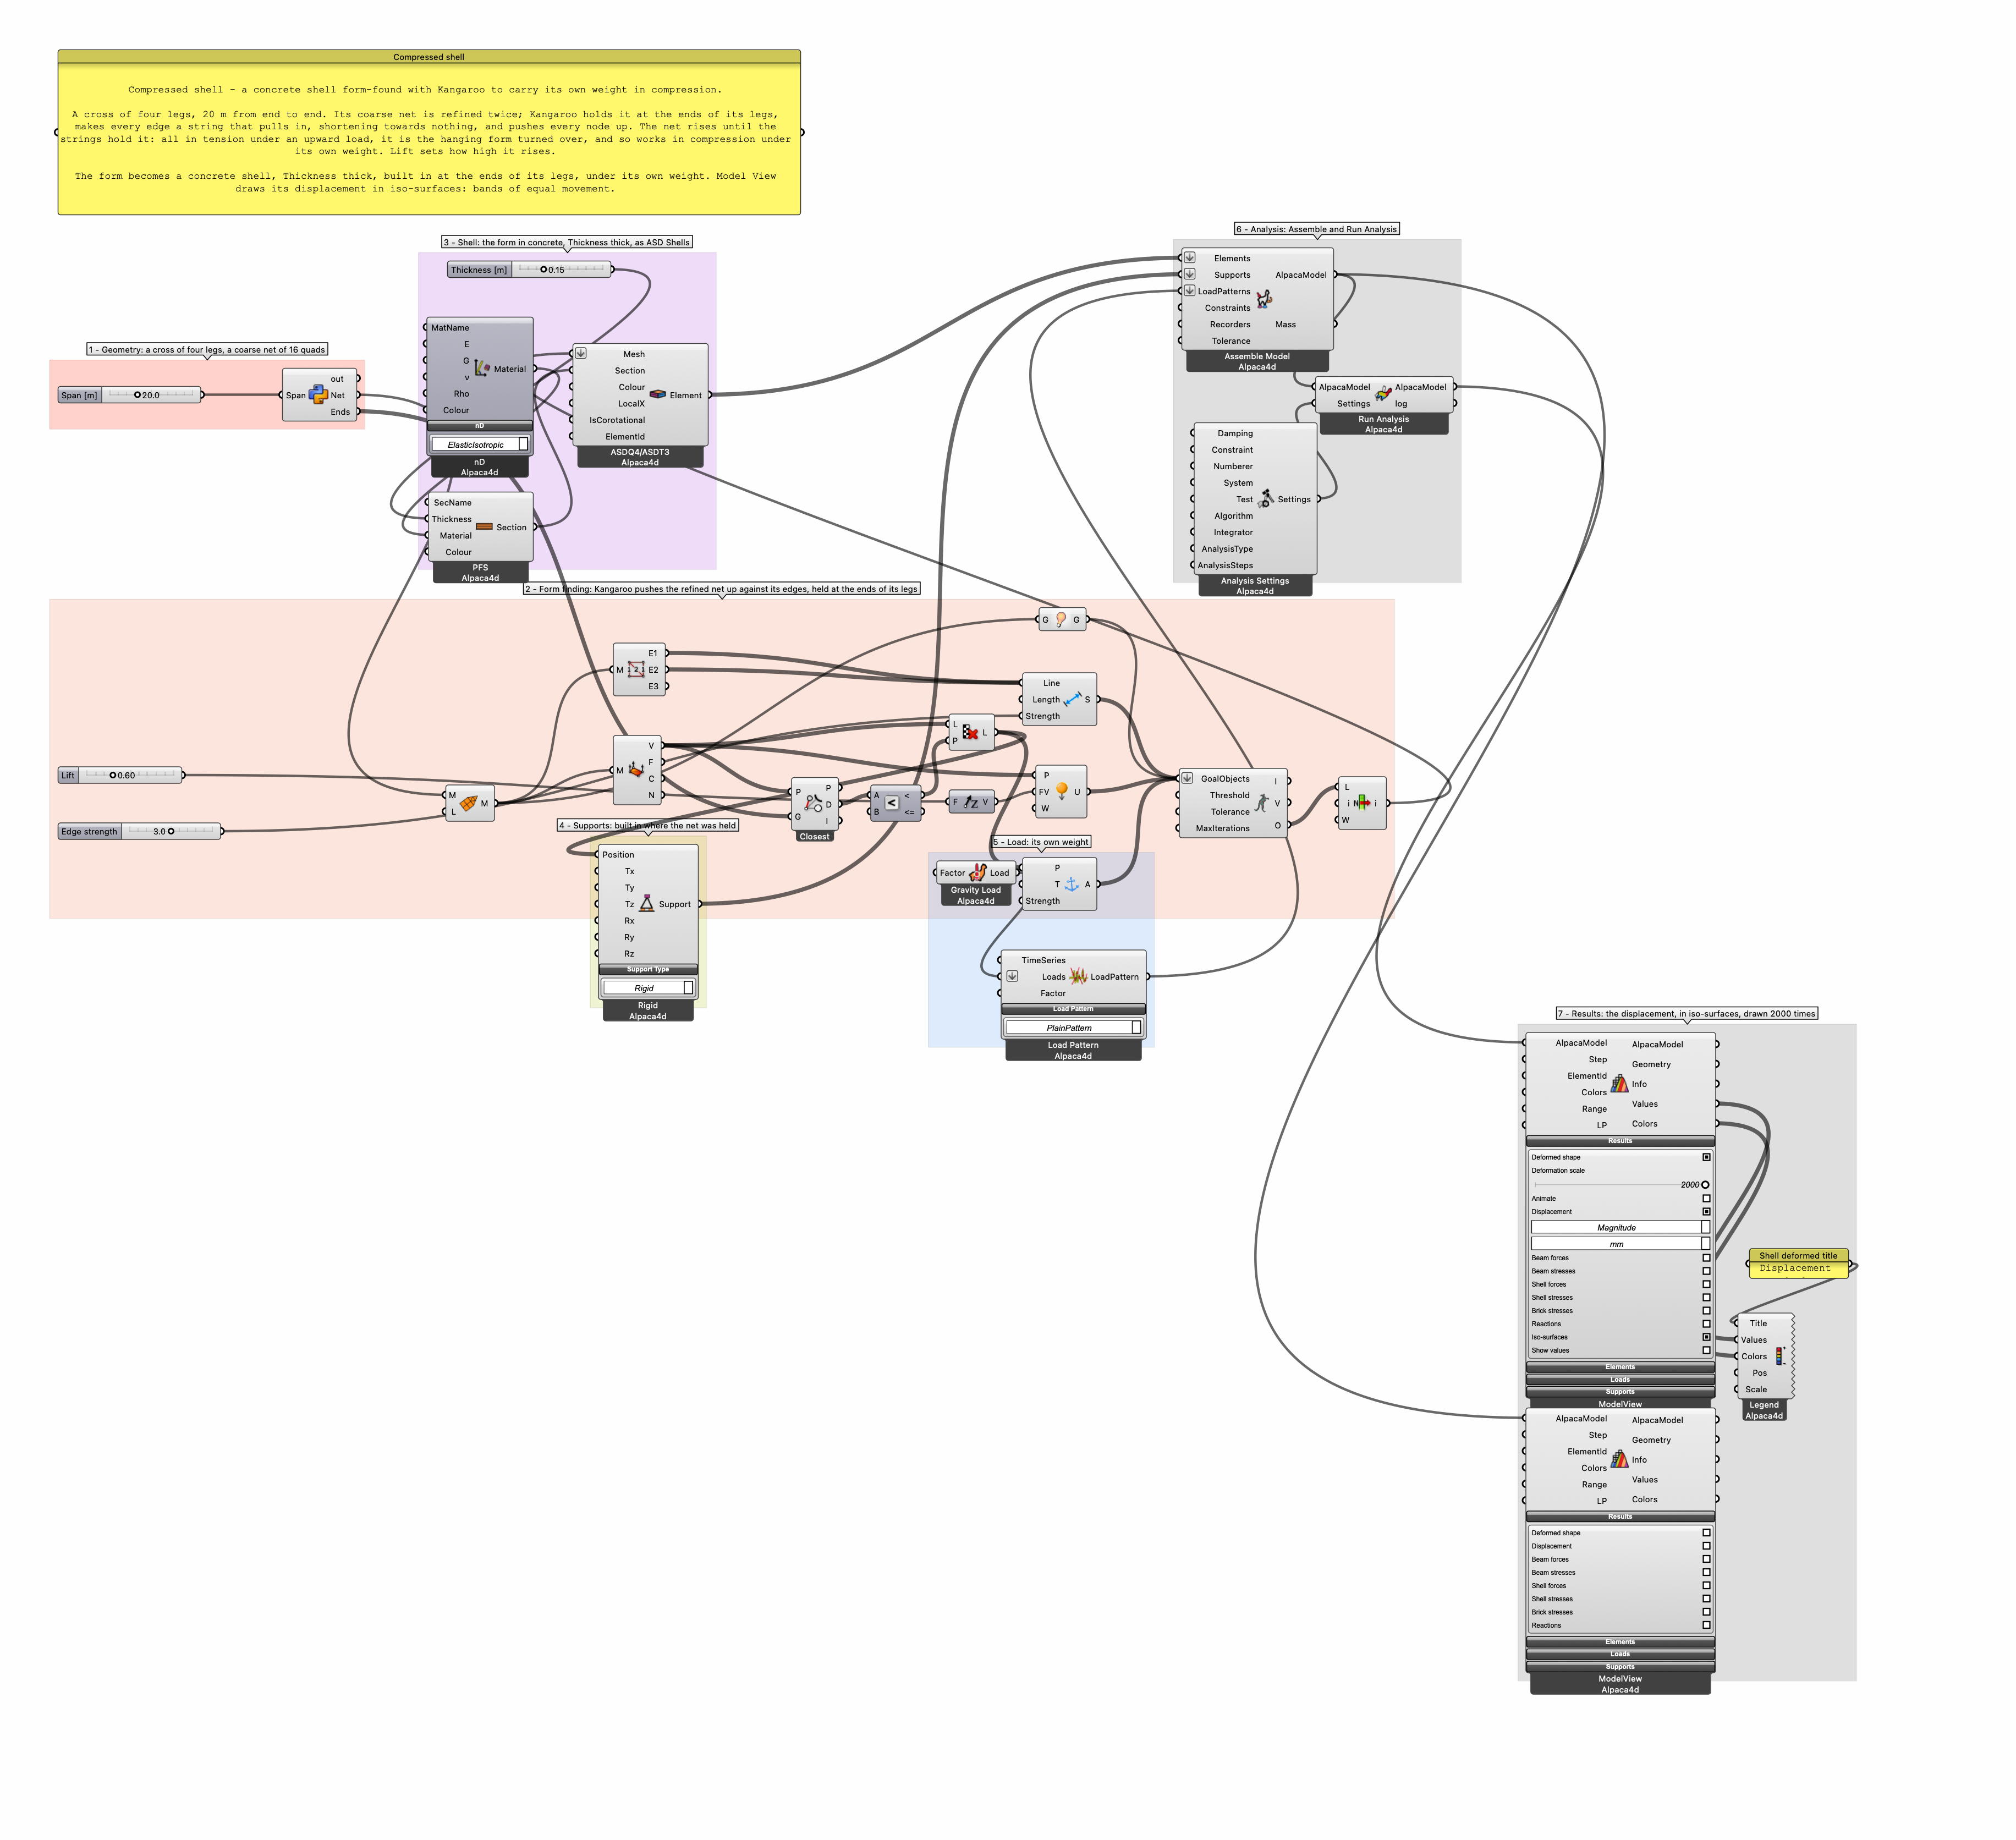 Compressed shell
Compressed shell - a concrete shell form-found with Kangaroo to carry its own weight in compression.
A cross of four legs, 20 m from end to end. Its coarse net is refined twice; Kangaroo holds it at the ends of its legs,
makes every edge a string that pulls in, shortening towards nothing, and pushes every node up. The net rises until the
strings hold it: all in tension under an upward load, it is the hanging form turned over, and so works in compression under
its own weight. Lift sets how high it rises.
The form becomes a concrete shell, Thickness thick, built in at the ends of its legs, under its own weight. Model View
draws its displacement in iso-surfaces: bands of equal movement.
3 - Shell: the form in concrete, Thickness thick, as ASD Shells
Thickness [m] 0.15
MatName
E
G
ν
Rho
Colour
Material
nD
ElasticIsotropic
nD
Alpaca4d
Mesh
Section
Colour
LocalX
IsCorotational
ElementId
Element
ASDQ4/ASDT3
Alpaca4d
SecName
Thickness
Material
Colour
Section
PFS
Alpaca4d
1 - Geometry: a cross of four legs, a coarse net of 16 quads
Span [m] 20.0
Span
out
Net
Ends
6 - Analysis: Assemble and Run Analysis
Elements
Supports
LoadPatterns
Constraints
Recorders
Tolerance
AlpacaModel
Mass
Assemble Model
Alpaca4d
AlpacaModel
Settings
AlpacaModel
log
Run Analysis
Alpaca4d
Damping
Constraint
Numberer
System
Test
Algorithm
Integrator
AnalysisType
AnalysisSteps
Settings
Analysis Settings
Alpaca4d
2 - Form finding: Kangaroo pushes the refined net up against its edges, held at the ends of its legs
G G
M
E1
E2
E3
Line
Length
Strength
S
L
P
L
M
V
F
C
N
Lift 0.60
Edge strength 3.0
M
L
M
P
G
P
D
I
Closest
A
B
<
<=
F V
P
FV
W
U
GoalObjects
Threshold
Tolerance
MaxIterations
I
V
O
L
i
W
N
i
4 - Supports: built in where the net was held
Position
Tx
Ty
Tz
Rx
Ry
Rz
Support
Support Type
Rigid
Rigid
Alpaca4d
5 - Load: its own weight
Factor Load
Gravity Load
Alpaca4d
P
T
Strength
A
TimeSeries
Loads
Factor
LoadPattern
Load Pattern
PlainPattern
Load Pattern
Alpaca4d
7 - Results: the displacement, in iso-surfaces, drawn 2000 times
AlpacaModel
Step
ElementId
Colors
Range
LP
AlpacaModel
Geometry
Info
Values
Colors
Results
Deformed shape
Deformation scale
2000
Animate
Displacement
Magnitude
mm
Beam forces
Beam stresses
Shell forces
Shell stresses
Brick stresses
Reactions
Iso-surfaces
Show values
Elements
Loads
Supports
ModelView
Shell deformed title
Displacement
Title
Values
Colors
Pos
Scale
Legend
Alpaca4d
AlpacaModel
Step
ElementId
Colors
Range
LP
AlpacaModel
Geometry
Info
Values
Colors
Results
Deformed shape
Displacement
Beam forces
Beam stresses
Shell forces
Shell stresses
Brick stresses
Reactions
Elements
Loads
Supports
ModelView
Alpaca4d